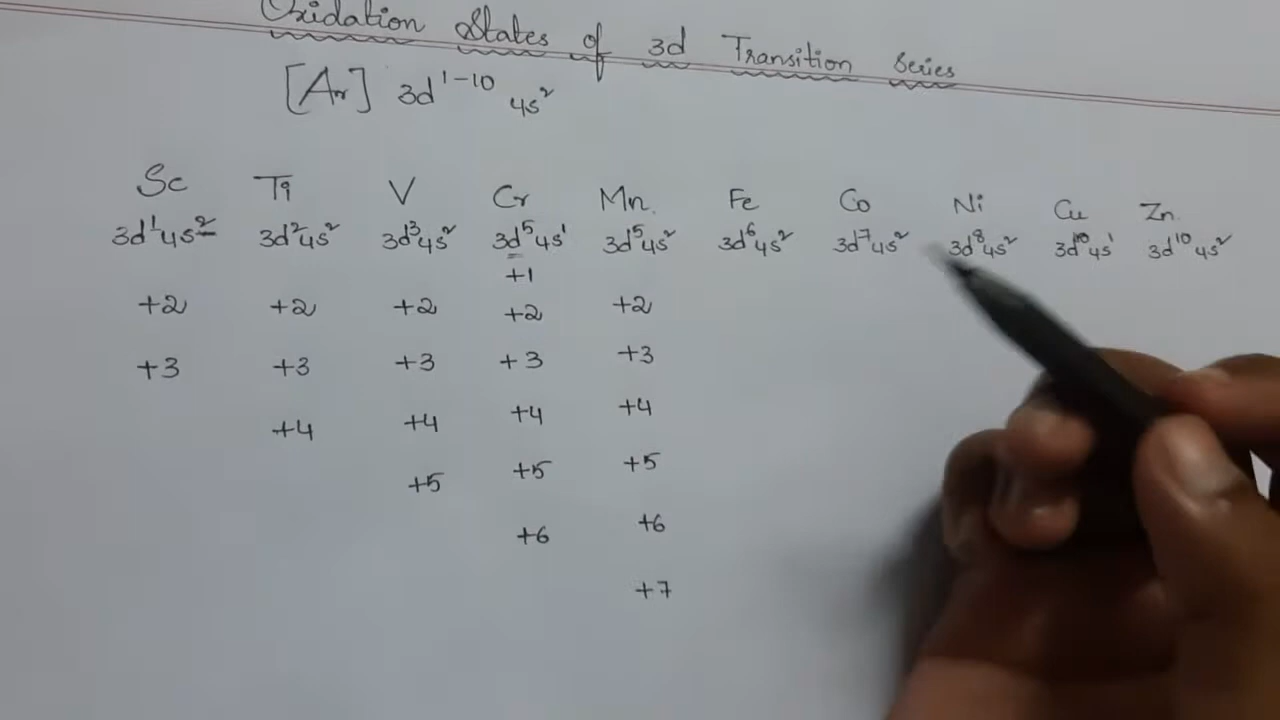 Oxidation States of 3d Transition Series
[Ar] 3d¹⁻¹⁰ 4s²
Sc Ti V Cr Mn. Fe Co Ni Cu Zn.
3d¹4s² 3d²4s² 3d³4s² 3d⁵4s¹ 3d⁵4s² 3d⁶4s² 3d⁷4s² 3d⁸4s² 3d¹⁰4s¹ 3d¹⁰4s²
+1
+2 +2 +2 +2 +2
+3 +3 +3 +3 +3
+4 +4 +4 +4
+5 +5 +5
+6 +6
+7